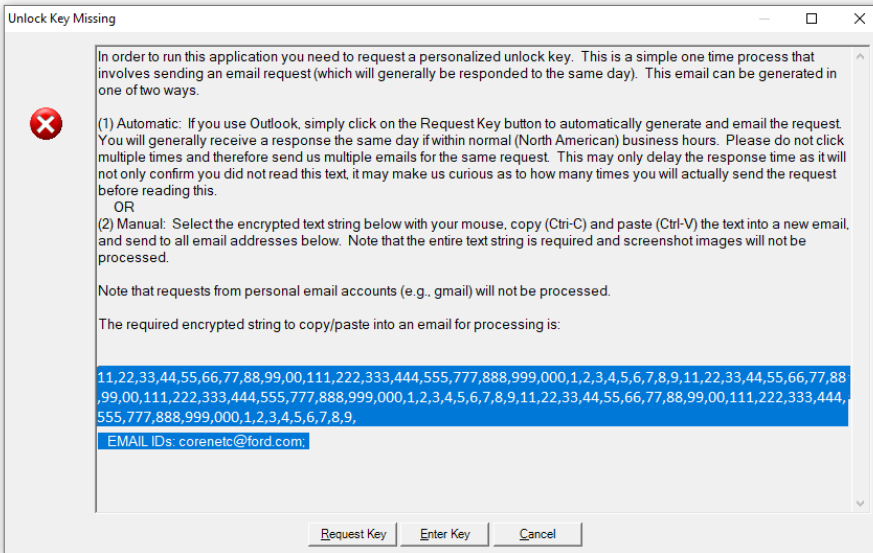 Unlock Key Missing
In order to run this application you need to request a personalized unlock key. This is a simple one time process that
involves sending an email request (which will generally be responded to the same day). This email can be generated in
one of two ways.
(1) Automatic: If you use Outlook, simply click on the Request Key button to automatically generate and email the request.
You will generally receive a response the same day if within normal (North American) business hours. Please do not click
multiple times and therefore send us multiple emails for the same request. This may only delay the response time as it will
not only confirm you did not read this text, it may make us curious as to how many times you will actually send the request
before reading this.
OR
(2) Manual: Select the encrypted text string below with your mouse, copy (Ctrl-C) and paste (Ctrl-V) the text into a new email,
and send to all email addresses below. Note that the entire text string is required and screenshot images will not be
processed.
Note that requests from personal email accounts (e.g., gmail) will not be processed.
The required encrypted string to copy/paste into an email for processing is:
11,22,33,44,55,66,77,88,99,00,111,222,333,444,555,777,888,999,000,1,2,3,4,5,6,7,8,9,11,22,33,44,55,66,77,88
,99,00,111,222,333,444,555,777,888,999,000,1,2,3,4,5,6,7,8,9,11,22,33,44,55,66,77,88,99,00,111,222,333,444,
555,777,888,999,000,1,2,3,4,5,6,7,8,9,
EMAIL IDs: corenetc@ford.com;
Request Key Enter Key Cancel